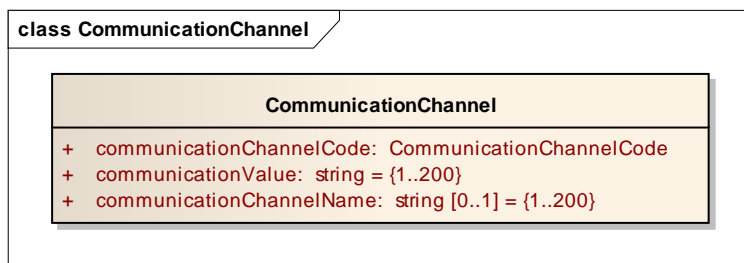 class CommunicationChannel
CommunicationChannel
+ communicationChannelCode: CommunicationChannelCode
+ communicationValue: string = {1..200}
+ communicationChannelName: string [0..1] = {1..200}